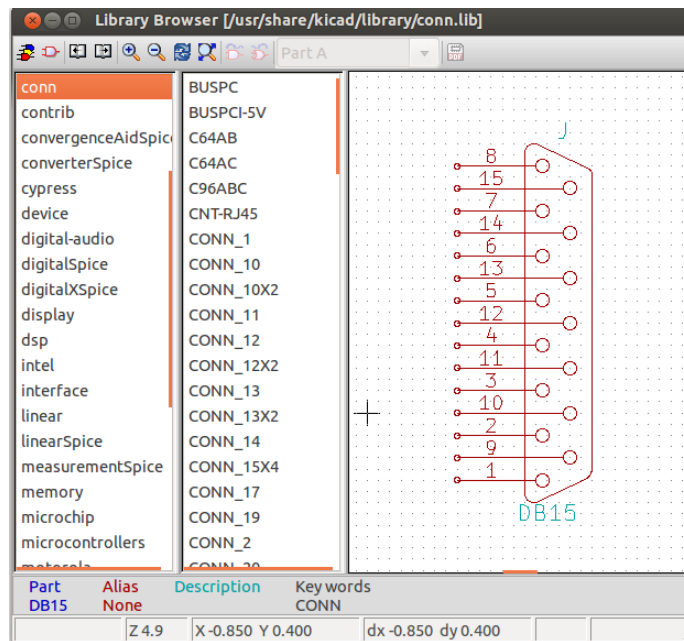 Library Browser [/usr/share/kicad/library/conn.lib]
Part A
PDF
conn
contrib
convergenceAidSpic
converterSpice
cypress
device
digital-audio
digitalSpice
digitalXSpice
display
dsp
intel
interface
linear
linearSpice
measurementSpice
memory
microchip
microcontrollers
motorola
BUSPC
BUSPCI-5V
C64AB
C64AC
C96ABC
CNT-RJ45
CONN_1
CONN_10
CONN_10X2
CONN_11
CONN_12
CONN_12X2
CONN_13
CONN_13X2
CONN_14
CONN_15X4
CONN_17
CONN_19
CONN_2
CONN_20
J
8
15
7
14
6
13
5
12
4
11
3
10
2
9
1
DB15
Part Alias Description Key words
DB15 None CONN
Z 4.9 X -0.850 Y 0.400 dx -0.850 dy 0.400